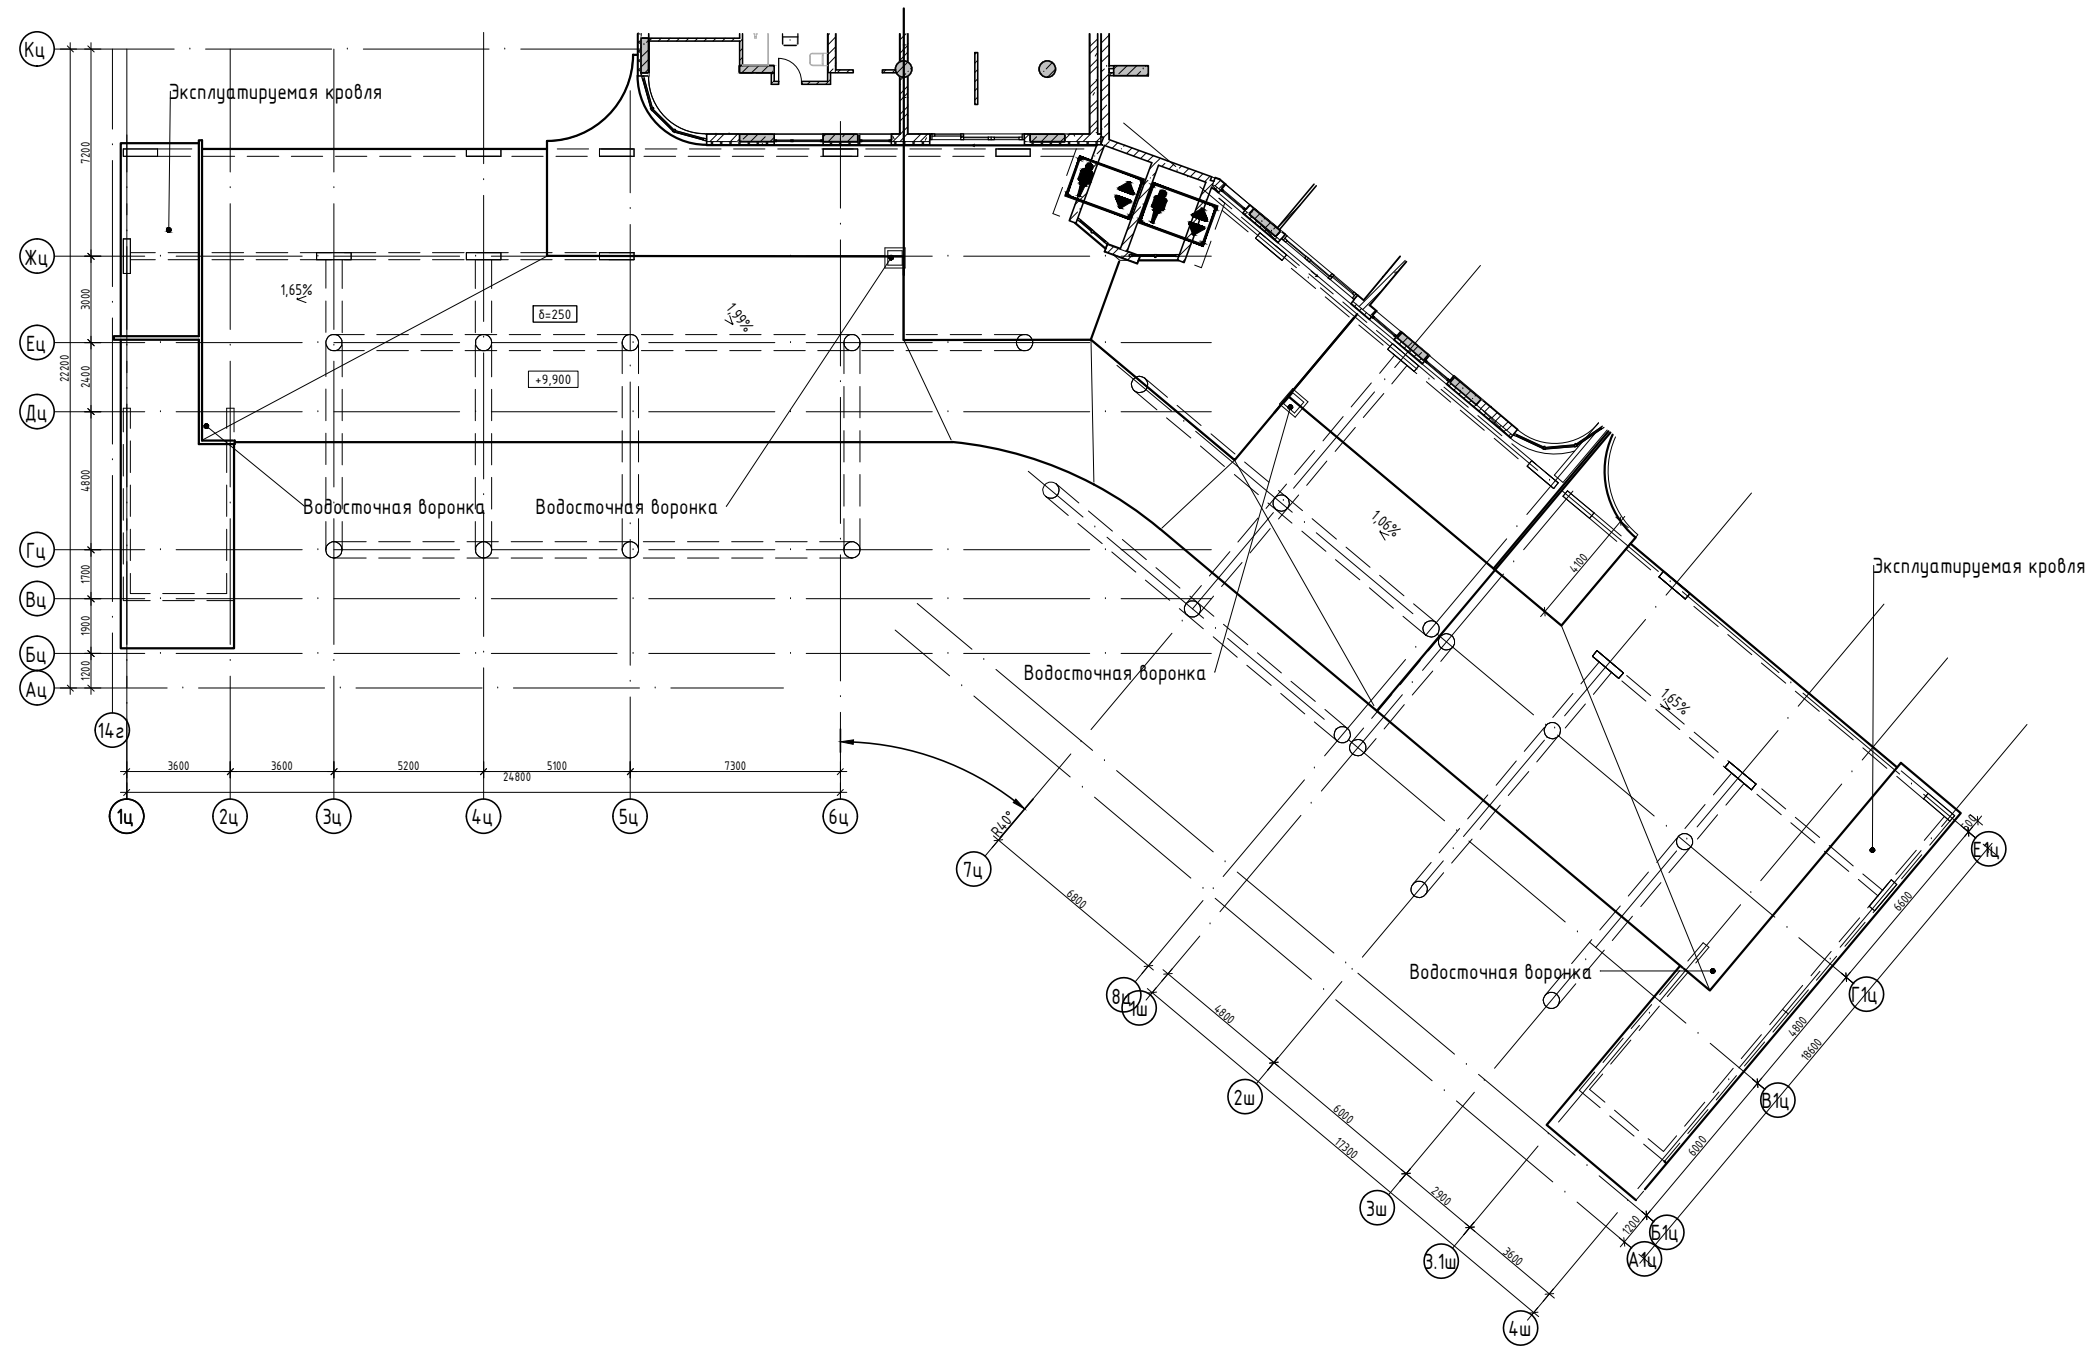 Кц
Эксплуатируемая кровля
7200
Жц
1,65%
3000
δ=250
1,99%
Ец
22200
2400
+9,900
Дц
4800
Водосточная воронка
Водосточная воронка
Гц
1700
Вц
1900
Бц
1200
Ац
14г
3600
3600
5200
5100
7300
24800
1ц
2ц
3ц
4ц
5ц
6ц
1,06%
4100
Эксплуатируемая кровля
Водосточная воронка
1,65%
R40°
7ц
600
Е1ц
6800
6600
Водосточная воронка
8ц
1ш
Г1ц
4800
4800
18600
2ш
В1ц
6000
17300
6000
2900
3ш
1200
Б1ц
3600
3.1ш
А1ц
4ш